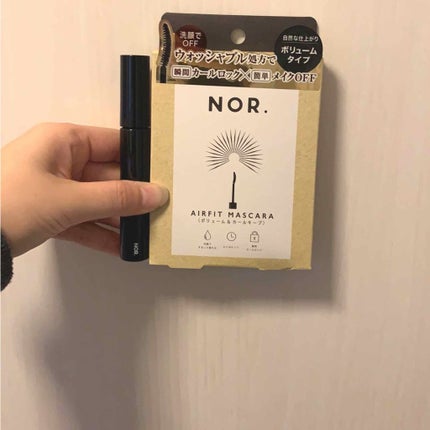 洗顔で
OFF
自然な仕上がり
ボリューム
タイプ
ウォッシャブル処方で
瞬間カールロック×簡単メイクOFF
NOR.
AIRFIT MASCARA
(ボリューム&カールキープ)
NOR.